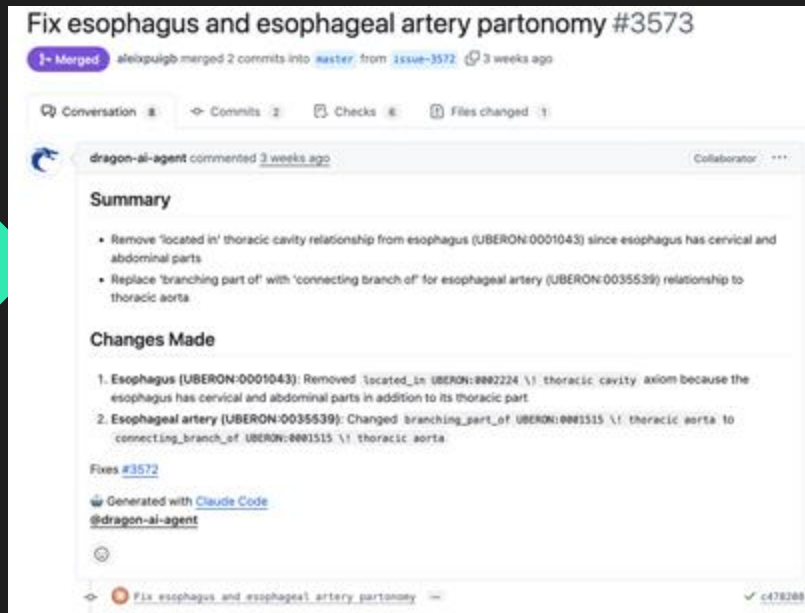 Fix esophagus and esophageal artery partonomy #3573
Merged aleixpuigb merged 2 commits into master from issue-3572 3 weeks ago
Conversation 8 Commits 2 Checks 6 Files changed 1
dragon-ai-agent commented 3 weeks ago Collaborator ...
Summary
• Remove 'located in' thoracic cavity relationship from esophagus (UBERON:0001043) since esophagus has cervical and
abdominal parts
• Replace 'branching part of' with 'connecting branch of' for esophageal artery (UBERON:0035539) relationship to
thoracic aorta
Changes Made
1. Esophagus (UBERON:0001043): Removed located_in UBERON:0002224 \! thoracic cavity axiom because the
esophagus has cervical and abdominal parts in addition to its thoracic part
2. Esophageal artery (UBERON:0035539): Changed branching_part_of UBERON:0001515 \! thoracic aorta to
connecting_branch_of UBERON:0001515 \! thoracic aorta
Fixes #3572
Generated with Claude Code
@dragon-ai-agent
Fix esophagus and esophageal artery partonomy ... c478208